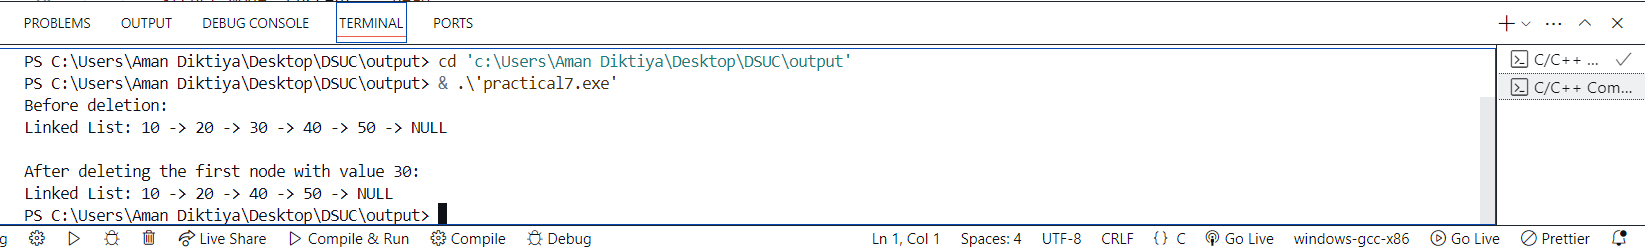 PROBLEMS OUTPUT DEBUG CONSOLE TERMINAL PORTS
PS C:\Users\Aman Diktiya\Desktop\DSUC\output> cd 'c:\Users\Aman Diktiya\Desktop\DSUC\output'
PS C:\Users\Aman Diktiya\Desktop\DSUC\output> & .\'practical7.exe'
Before deletion:
Linked List: 10 -> 20 -> 30 -> 40 -> 50 -> NULL
After deleting the first node with value 30:
Linked List: 10 -> 20 -> 40 -> 50 -> NULL
PS C:\Users\Aman Diktiya\Desktop\DSUC\output>
C/C++ ...
C/C++ Com...
Live Share Compile & Run Compile Debug Ln 1, Col 1 Spaces: 4 UTF-8 CRLF {} C Go Live windows-gcc-x86 Go Live Prettier